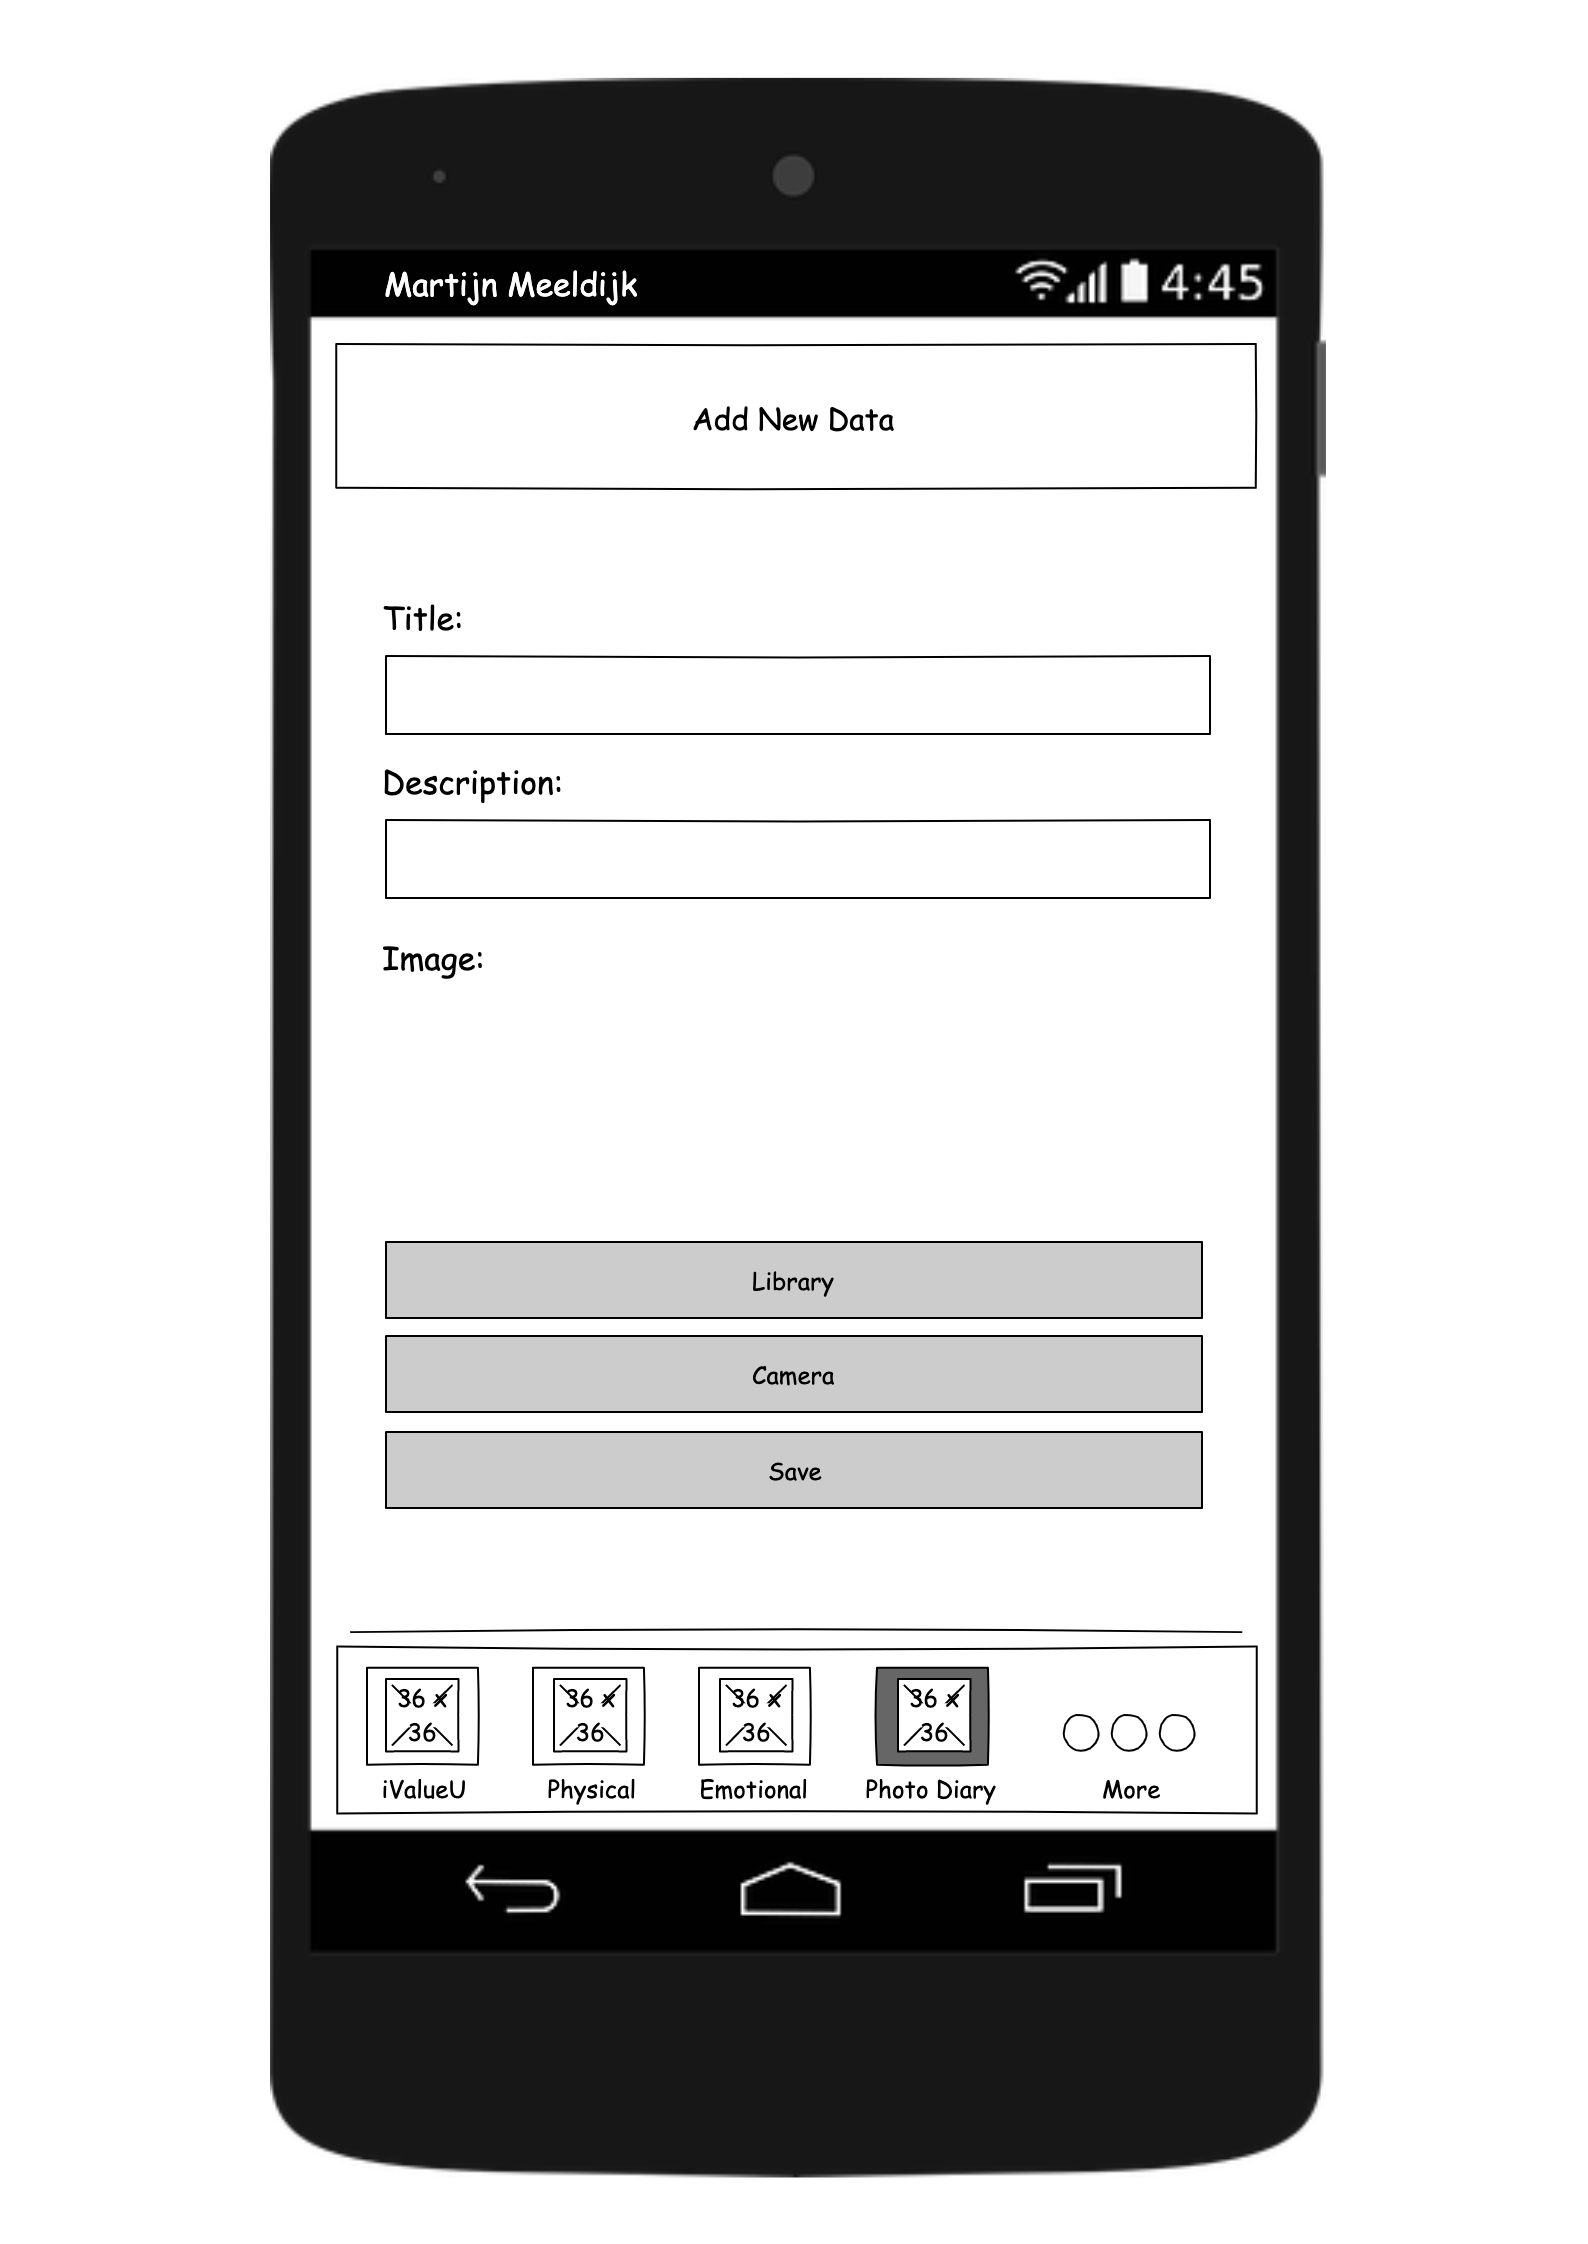 Martijn Meeldijk 4:45
Add New Data
Title:
Description:
Image:
Library
Camera
Save
36 x 36 x 36 x 36 x
36 36 36 36
iValueU Physical Emotional Photo Diary More